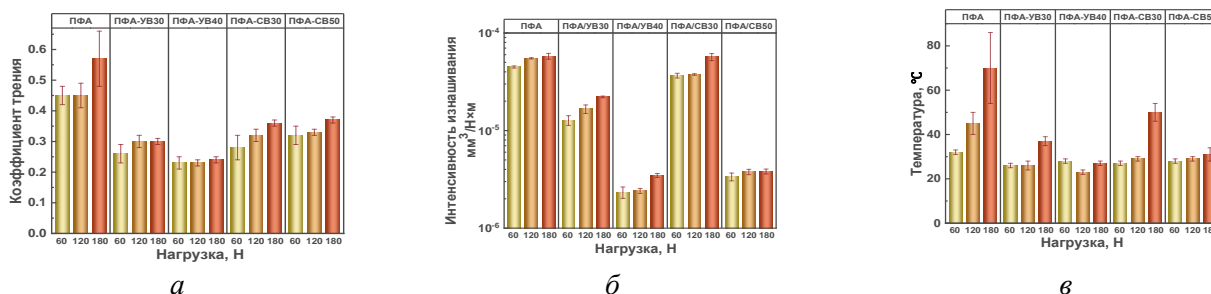 ПФА ПФА-УВ30 ПФА-УВ40 ПФА-СВ30 ПФА-СВ50
Коэффициент трения
0.6
0.5
0.4
0.3
0.2
0.1
0.0
60 120 180 60 120 180 60 120 180 60 120 180 60 120 180
Нагрузка, Н
а
ПФА ПФА/УВ30 ПФА/УВ40 ПФА/СВ30 ПФА/СВ50
Интенсивность изнашивания
мм³/Н×м
10⁻⁴
10⁻⁵
10⁻⁶
60 120 180 60 120 180 60 120 180 60 120 180 60 120 180
Нагрузка, Н
б
ПФА ПФА-УВ30 ПФА-УВ40 ПФА-СВ30 ПФА-СВ50
Температура, ℃
80
60
40
20
0
60 120 180 60 120 180 60 120 180 60 120 180 60 120 180
Нагрузка, Н
в